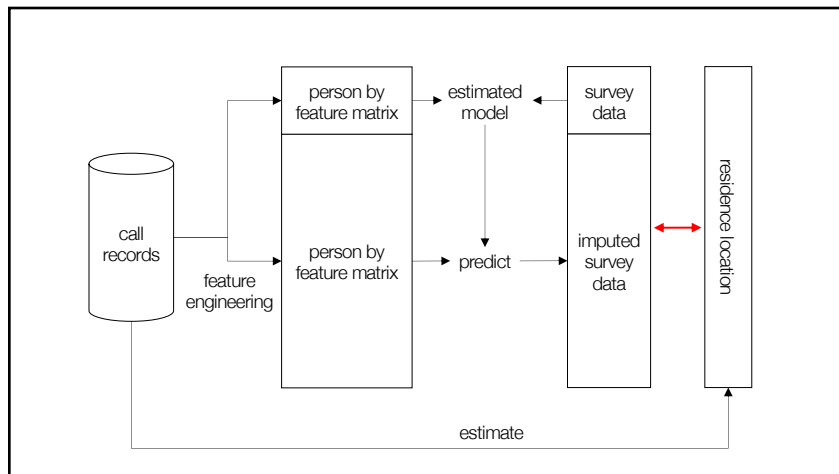 person by
feature matrix
estimated
model
survey
data
call
records
feature
engineering
person by
feature matrix
predict
imputed
survey
data
residence location
estimate